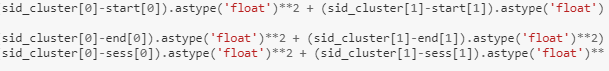 sid_cluster[0]-start[0]).astype('float')**2 + (sid_cluster[1]-start[1]).astype('float')
sid_cluster[0]-end[0]).astype('float')**2 + (sid_cluster[1]-end[1]).astype('float')**2)
sid_cluster[0]-sess[0]).astype('float')**2 + (sid_cluster[1]-sess[1]).astype('float')**